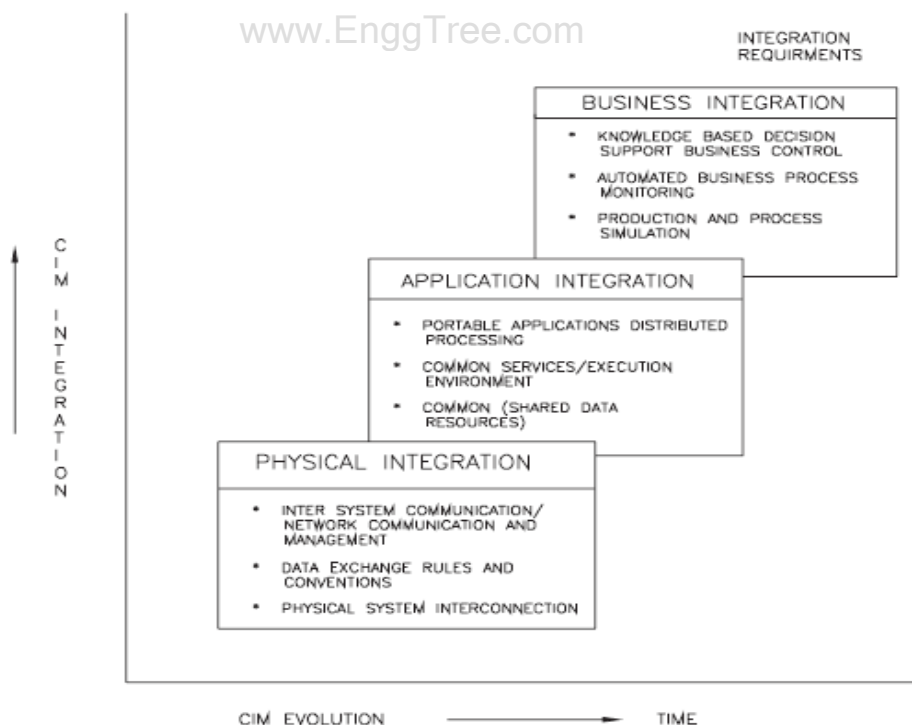 www.EnggTree.com
INTEGRATION
REQUIRMENTS
BUSINESS INTEGRATION
* KNOWLEDGE BASED DECISION
SUPPORT BUSINESS CONTROL
* AUTOMATED BUSINESS PROCESS
MONITORING
* PRODUCTION AND PROCESS
SIMULATION
CIM INTEGRATION
APPLICATION INTEGRATION
* PORTABLE APPLICATIONS DISTRIBUTED
PROCESSING
* COMMON SERVICES/EXECUTION
ENVIRONMENT
* COMMON (SHARED DATA
RESOURCES)
PHYSICAL INTEGRATION
* INTER SYSTEM COMMUNICATION/
NETWORK COMMUNICATION AND
MANAGEMENT
* DATA EXCHANGE RULES AND
CONVENTIONS
* PHYSICAL SYSTEM INTERCONNECTION
CIM EVOLUTION TIME